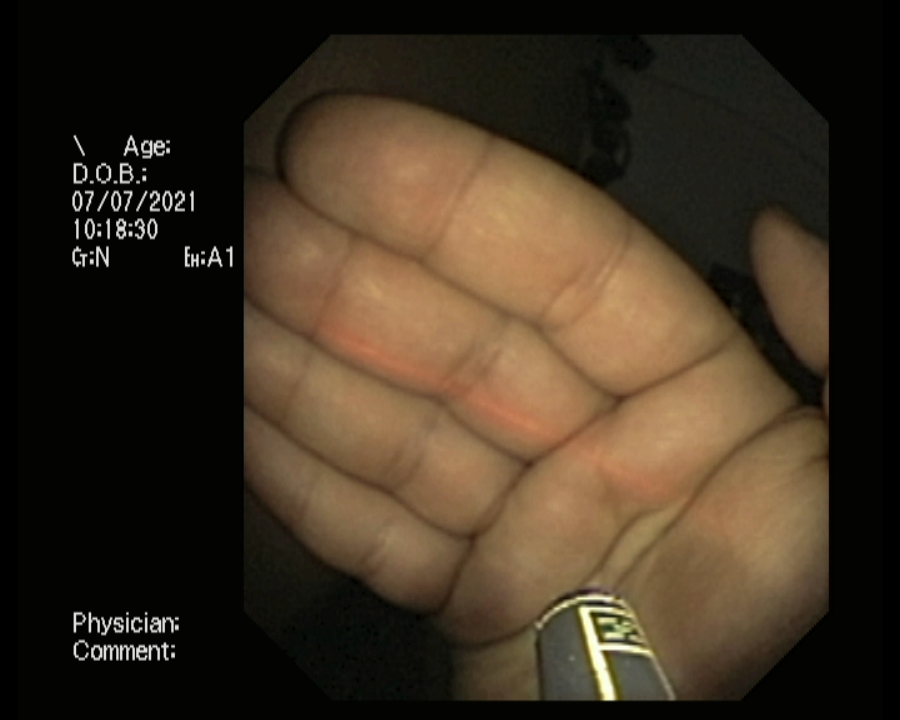 \ Age:
D.O.B.:
07/07/2021
10:18:30
Cr:N EH:A1
Physician:
Comment: